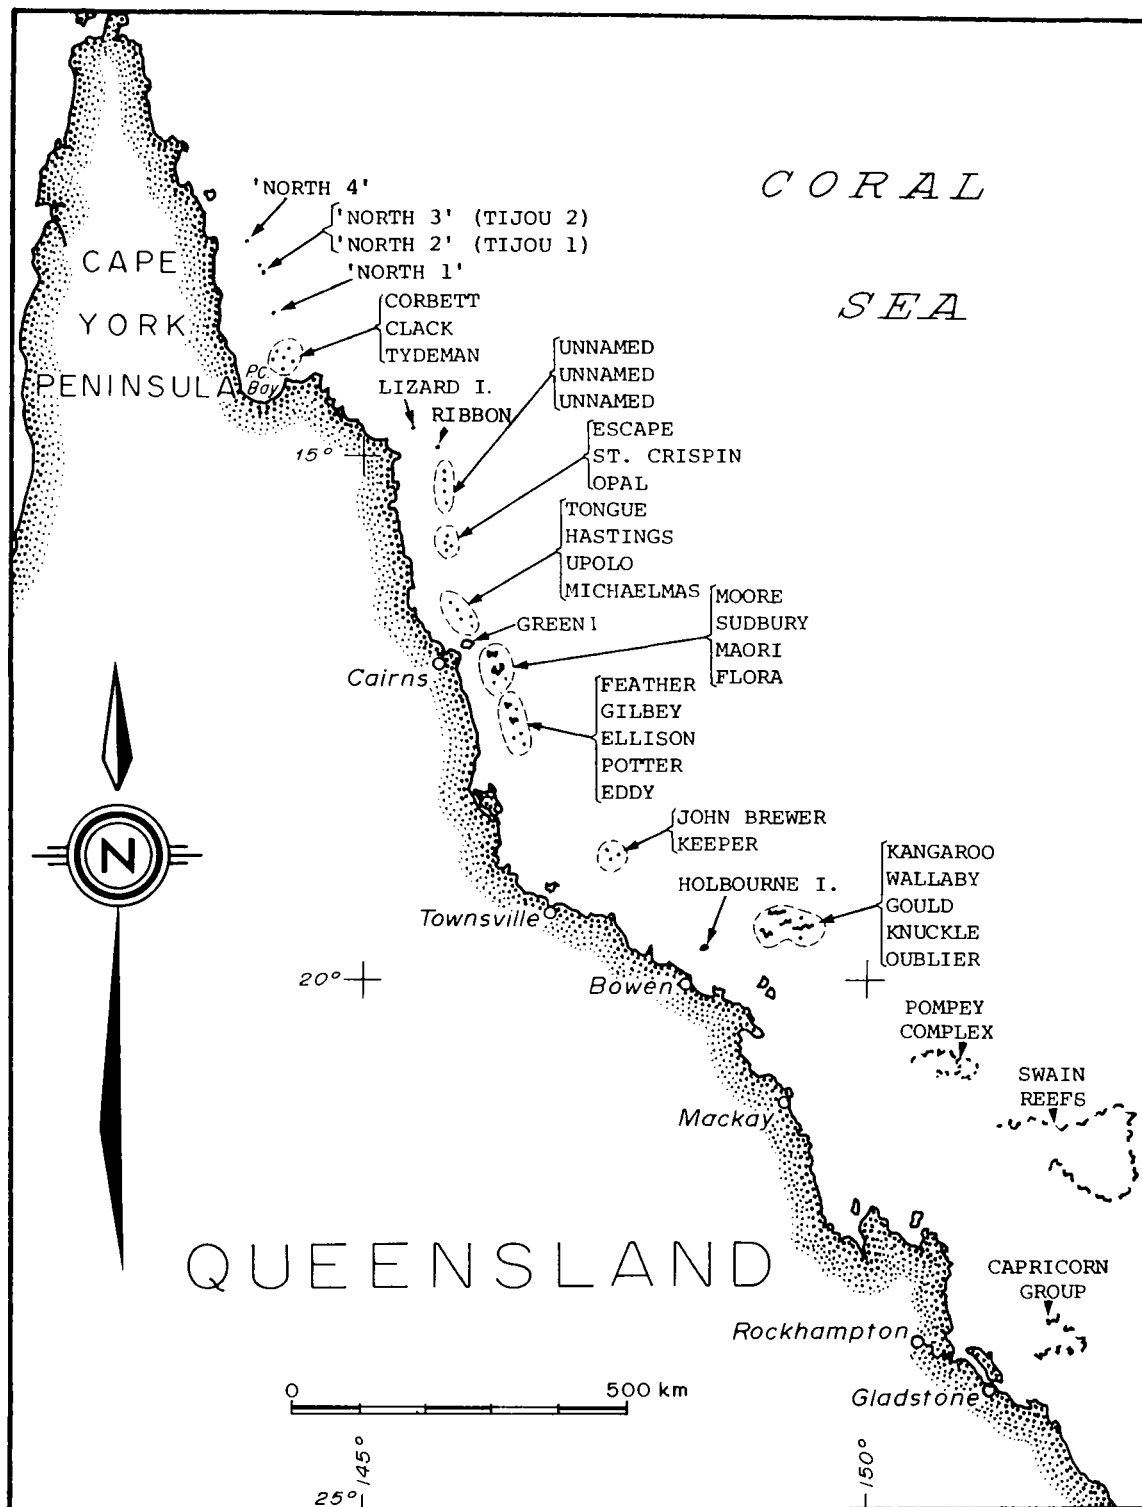 CORAL
SEA
'NORTH 4'
'NORTH 3' (TIJOU 2)
'NORTH 2' (TIJOU 1)
'NORTH 1'
CAPE
YORK
PENINSULA
P.C.
Bay
CORBETT
CLACK
TYDEMAN
LIZARD I.
RIBBON
UNNAMED
UNNAMED
UNNAMED
15°
ESCAPE
ST. CRISPIN
OPAL
TONGUE
HASTINGS
UPOLO
MICHAELMAS
GREEN I
MOORE
SUDBURY
MAORI
FLORA
Cairns
FEATHER
GILBEY
ELLISON
POTTER
EDDY
N
JOHN BREWER
KEEPER
HOLBOURNE I.
KANGAROO
WALLABY
GOULD
KNUCKLE
OUBLIER
Townsville
20°
Bowen
POMPEY
COMPLEX
SWAIN
REEFS
Mackay
QUEENSLAND
CAPRICORN
GROUP
Rockhampton
Gladstone
0 500 km
145°
150°
25°